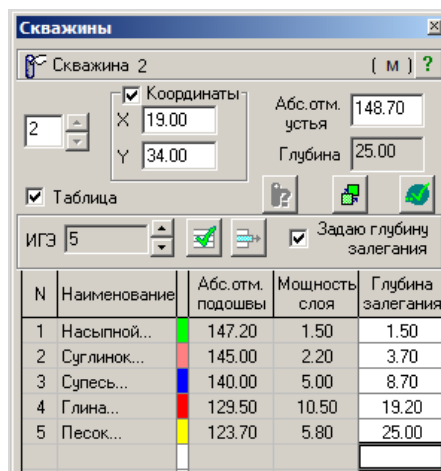 Скважины
Скважина 2 ( м ) ?
Координаты
2
X 19.00
Y 34.00
Абс.отм. устья 148.70
Глубина 25.00
Таблица
ИГЭ 5
Задаю глубину
залегания
N Наименование Абс.отм. подошвы Мощность слоя Глубина залегания
1 Насыпной... 147.20 1.50 1.50
2 Суглинок... 145.00 2.20 3.70
3 Супесь... 140.00 5.00 8.70
4 Глина... 129.50 10.50 19.20
5 Песок... 123.70 5.80 25.00